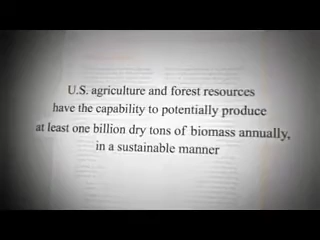 U.S. agriculture and forest resources
have the capability to potentially produce
at least one billion dry tons of biomass annually,
in a sustainable manner